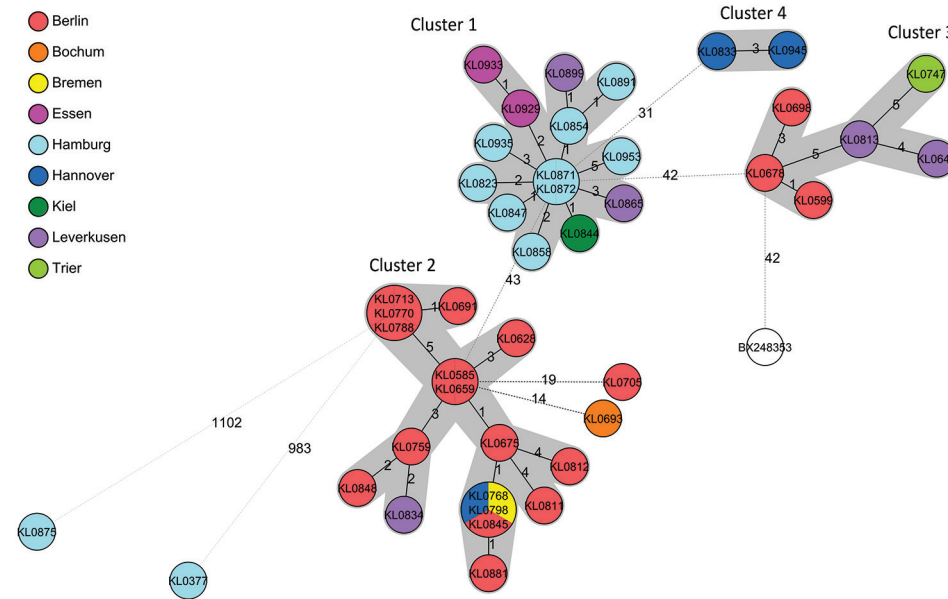 Berlin
Bochum
Bremen
Essen
Hamburg
Hannover
Kiel
Leverkusen
Trier
Cluster 1
KL0933
1
KL0929
2
KL0899
1
KL0891
1
KL0854
1
KL0935
3
KL0953
5
KL0823
2
KL0871
KL0872
KL0847
1
KL0865
3
KL0844
1
KL0858
2
31
42
43
Cluster 4
KL0833
3
KL0945
Cluster 3
KL0747
5
KL0698
3
KL0813
5
4
KL064
KL0678
1
KL0599
42
BX248353
Cluster 2
KL0713
KL0770
KL0788
1
KL0691
5
KL0628
3
KL0585
KL0659
19
KL0705
14
KL0693
3
1
KL0759
2
KL0848
2
KL0834
KL0675
4
KL0812
4
KL0811
1
KL0768
KL0798
KL0845
1
KL0881
1102
983
KL0875
KL0377